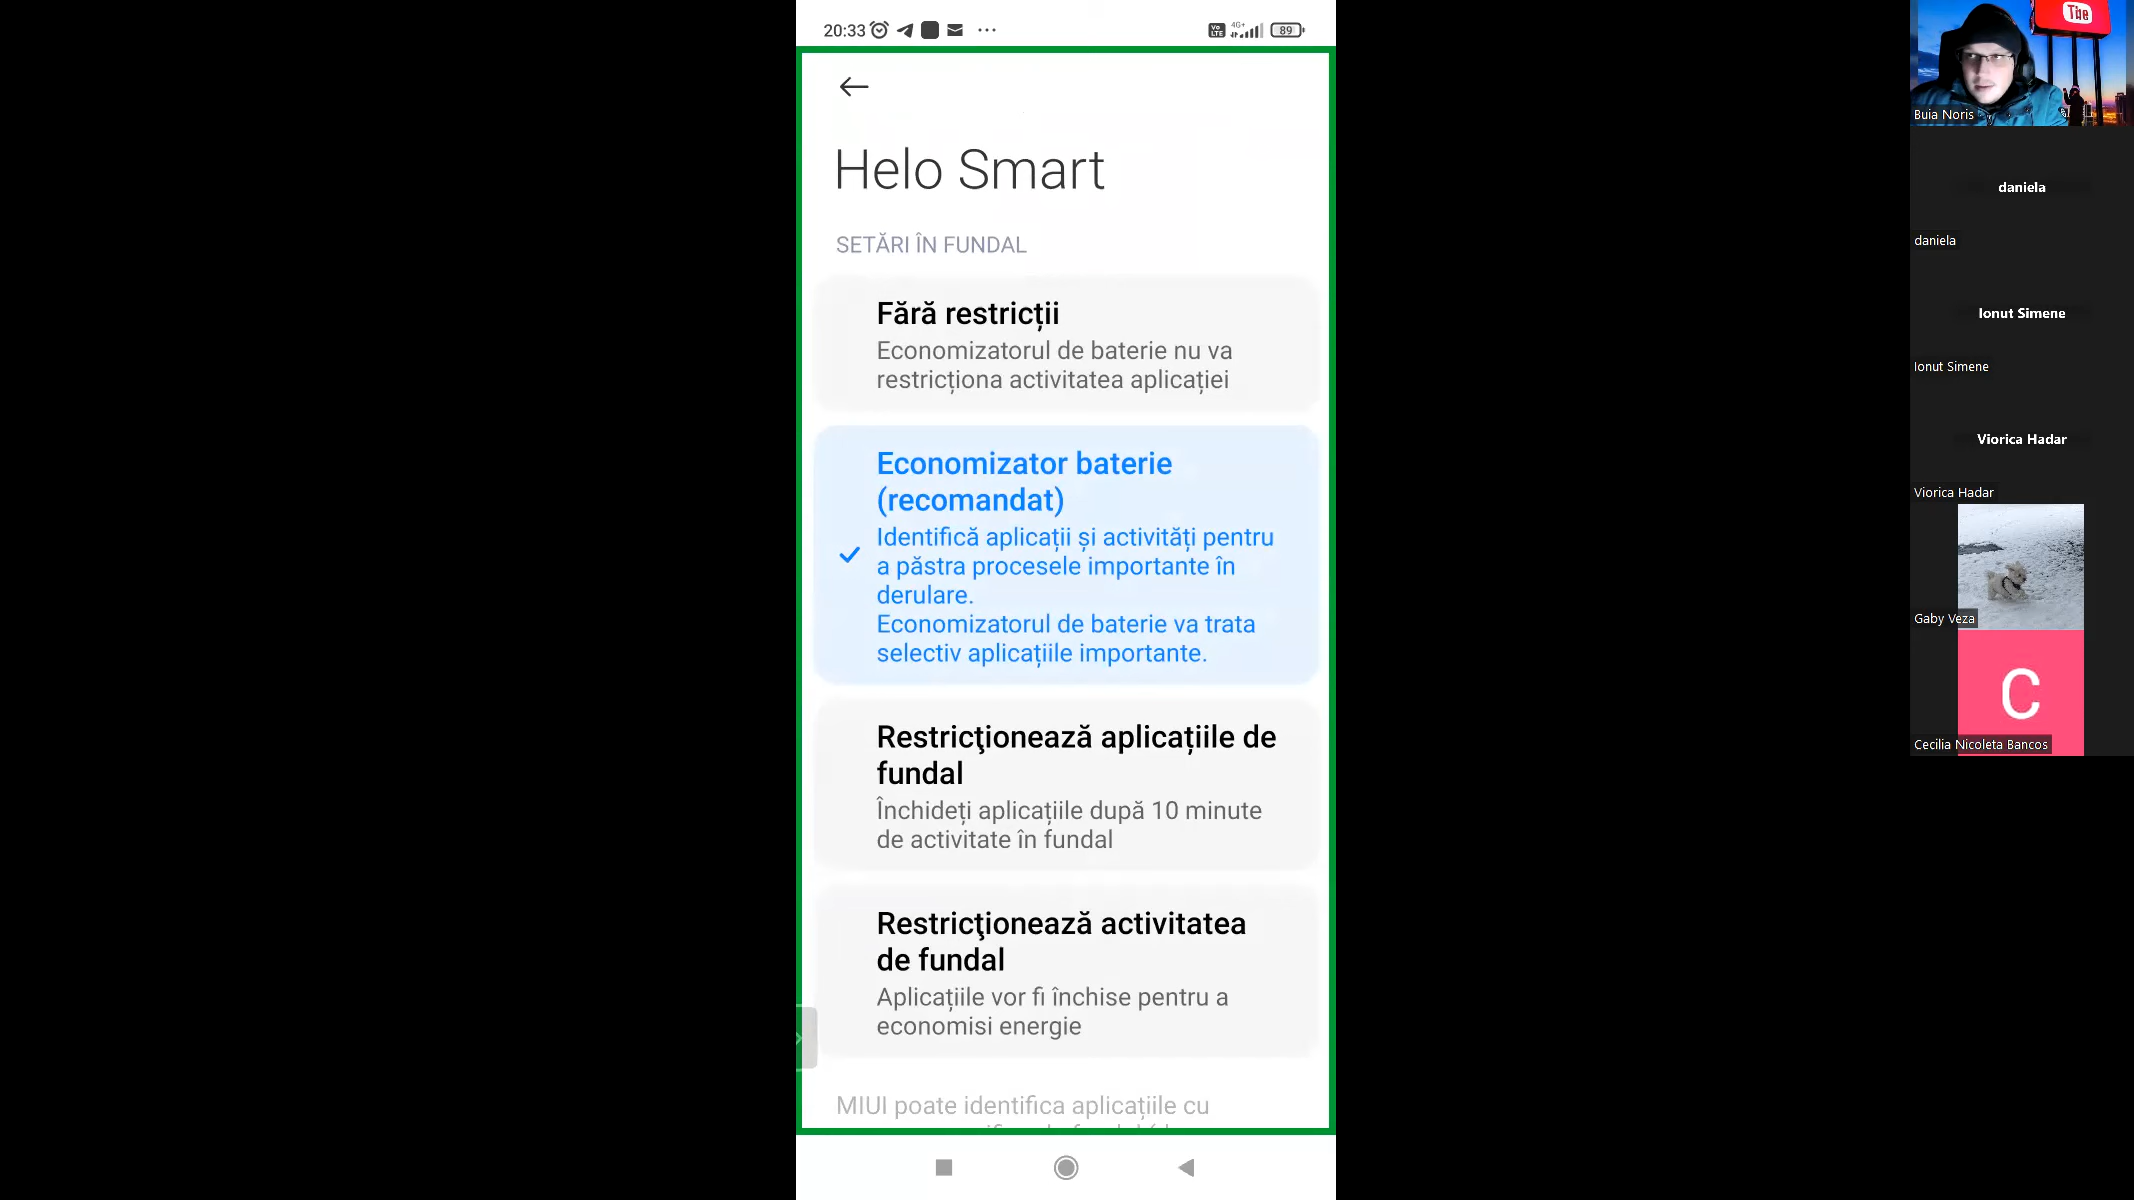 20:33
Vo LTE
4G+
89
Helo Smart
SETĂRI ÎN FUNDAL
Fără restricții
Economizatorul de baterie nu va
restricționa activitatea aplicației
Economizator baterie
(recomandat)
Identifică aplicații și activități pentru
a păstra procesele importante în
derulare.
Economizatorul de baterie va trata
selectiv aplicațiile importante.
Restricţionează aplicațiile de
fundal
Închideți aplicațiile după 10 minute
de activitate în fundal
Restricţionează activitatea
de fundal
Aplicațiile vor fi închise pentru a
economisi energie
MIUI poate identifica aplicațiile cu
Buia Noris
daniela
daniela
Ionut Simene
Ionut Simene
Viorica Hadar
Viorica Hadar
Gaby Veza
C
Cecilia Nicoleta Bancos